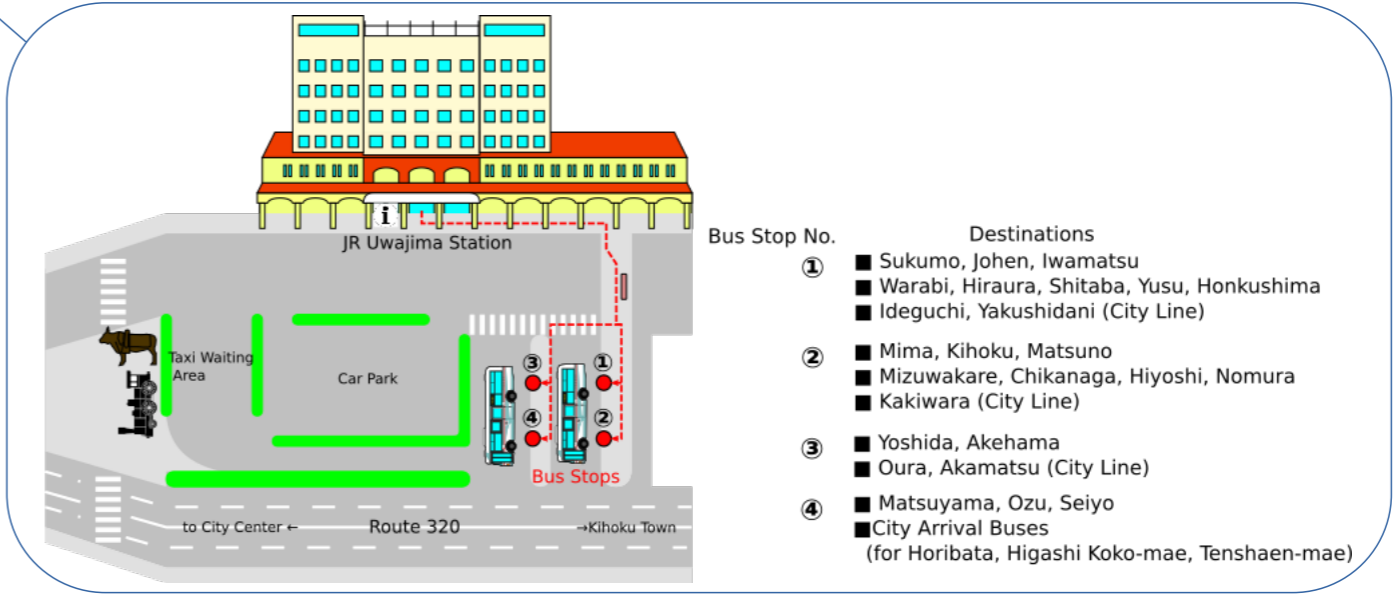 i
JR Uwajima Station
Taxi Waiting
Area
Car Park
③
①
④
②
Bus Stops
to City Center ←
Route 320
→Kihoku Town
Bus Stop No.
Destinations
①
■ Sukumo, Johen, Iwamatsu
■ Warabi, Hiraura, Shitaba, Yusu, Honkushima
■ Ideguchi, Yakushidani (City Line)
②
■ Mima, Kihoku, Matsuno
■ Mizuwakare, Chikanaga, Hiyoshi, Nomura
■ Kakiwara (City Line)
③
■ Yoshida, Akehama
■ Oura, Akamatsu (City Line)
④
■ Matsuyama, Ozu, Seiyo
■City Arrival Buses
(for Horibata, Higashi Koko-mae, Tenshaen-mae)